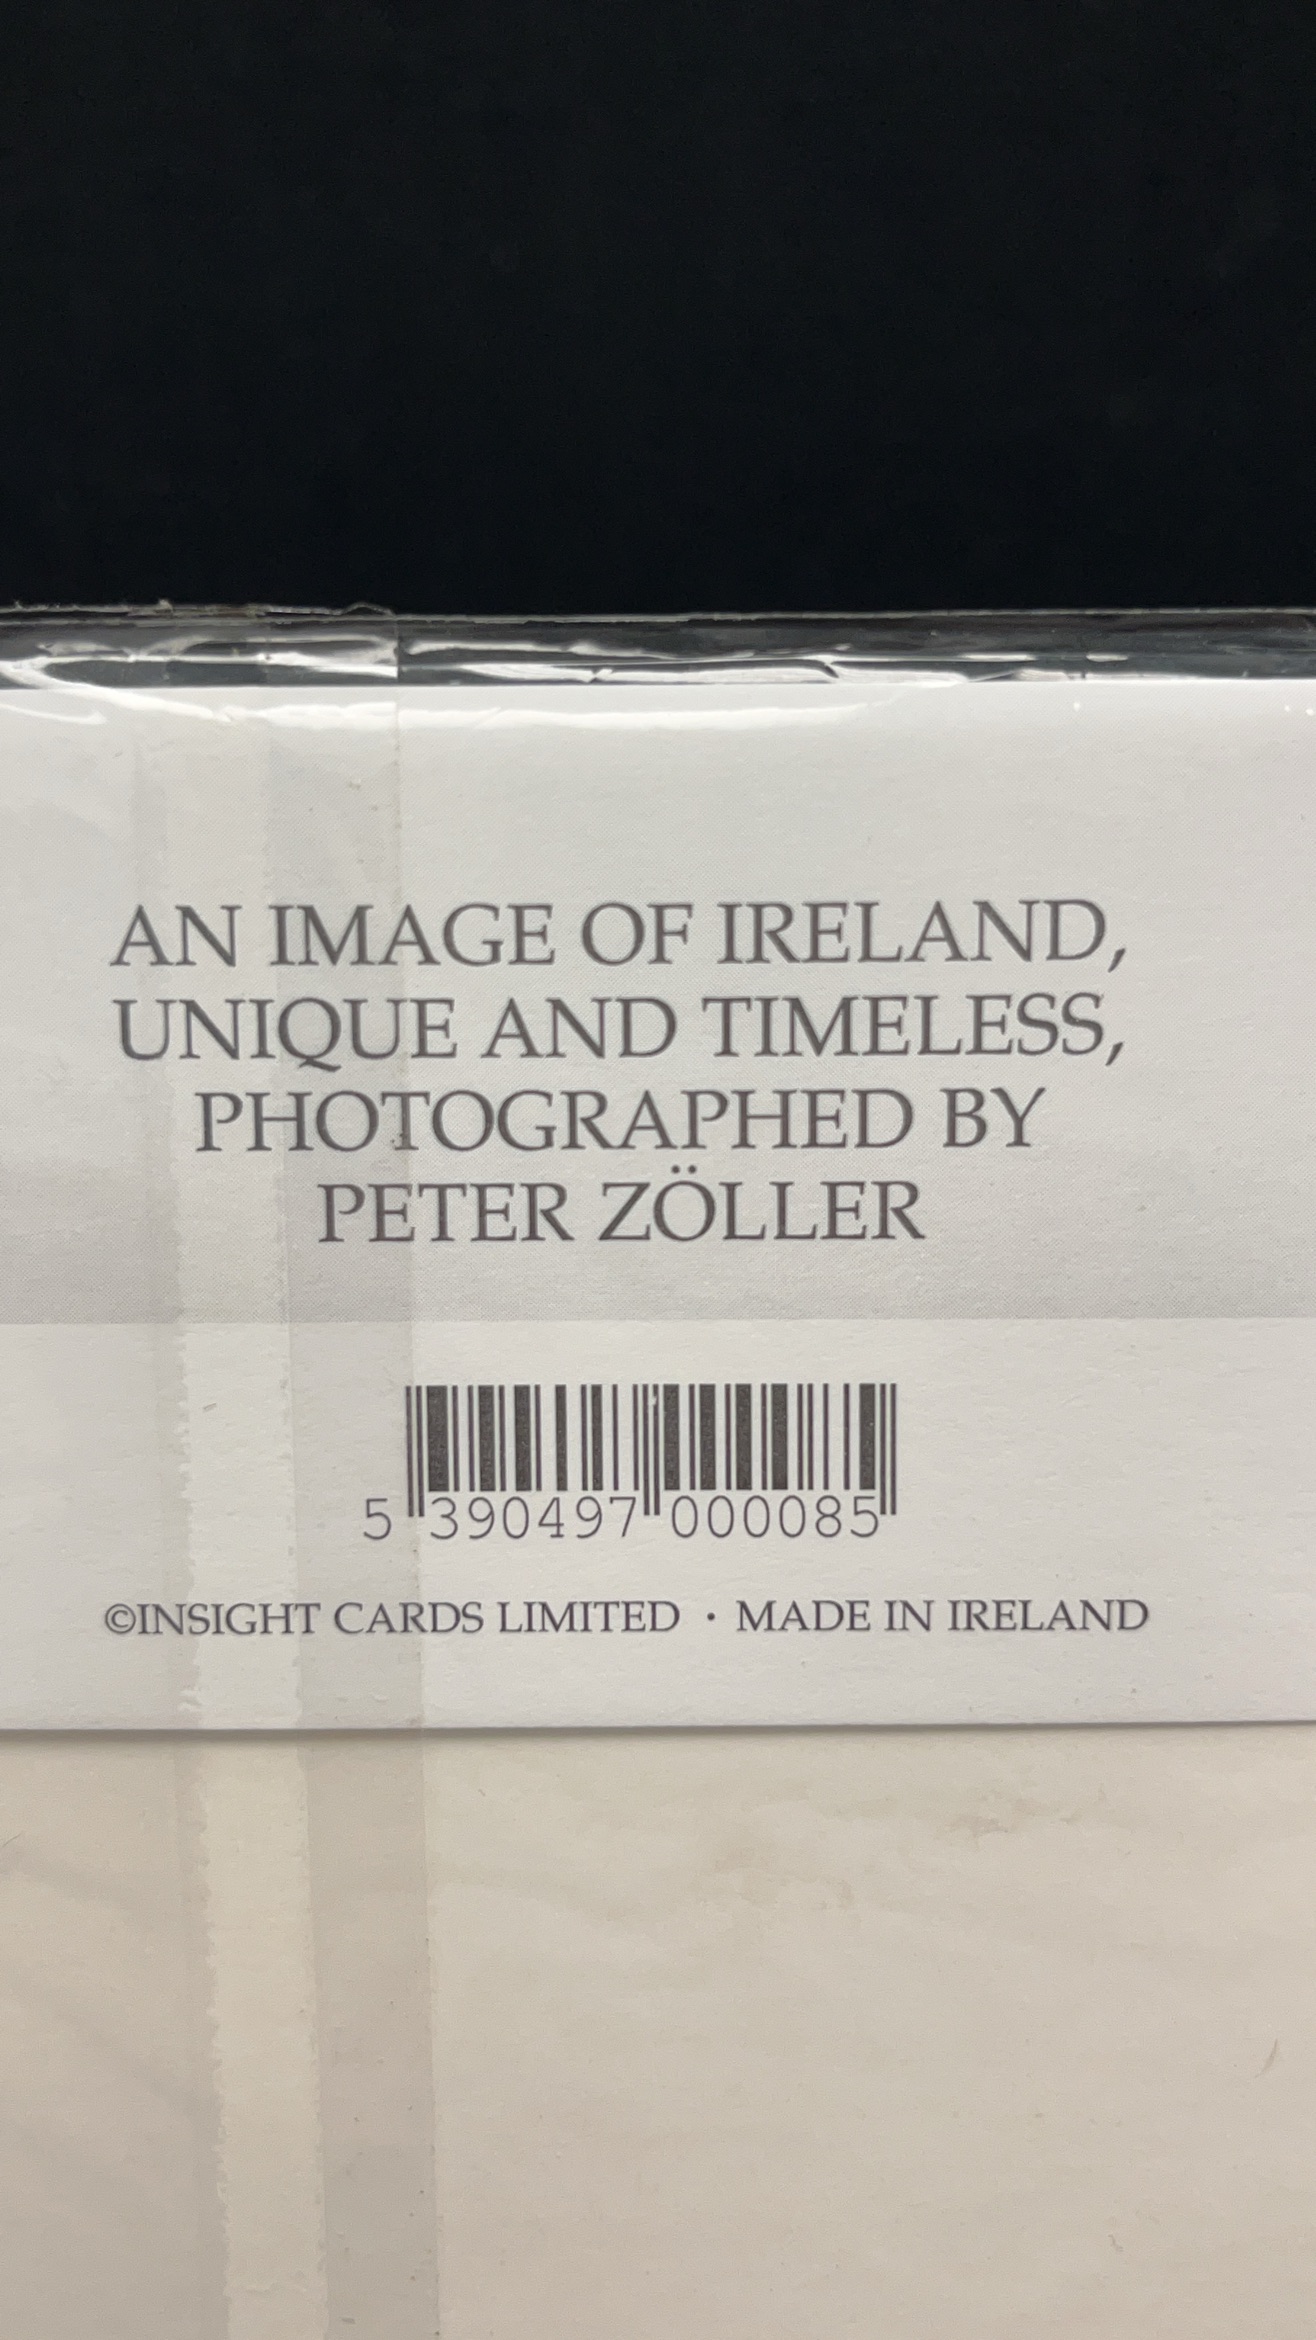 AN IMAGE OF IRELAND,
UNIQUE AND TIMELESS,
PHOTOGRAPHED BY
PETER ZÖLLER
5 390497 000085
©INSIGHT CARDS LIMITED · MADE IN IRELAND